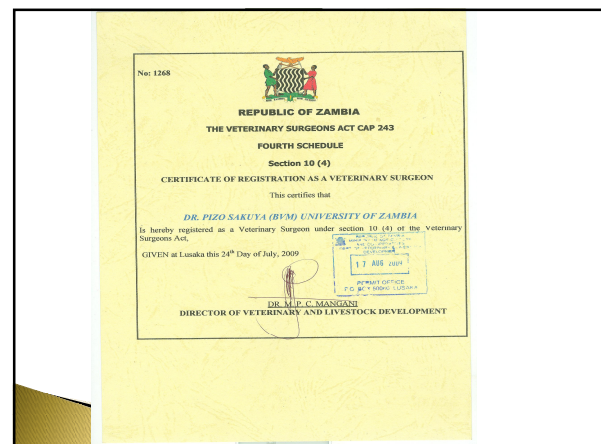 No: 1268
REPUBLIC OF ZAMBIA
THE VETERINARY SURGEONS ACT CAP 243
FOURTH SCHEDULE
Section 10 (4)
CERTIFICATE OF REGISTRATION AS A VETERINARY SURGEON
This certifies that
DR. PIZO SAKUYA (BVM) UNIVERSITY OF ZAMBIA
Is hereby registered as a Veterinary Surgeon under section 10 (4) of the Veterinary
Surgeons Act,
GIVEN at Lusaka this 24th Day of July, 2009
17 AUG 2009
PERMIT OFFICE
LUSAKA
DR. M. P. C. MANGANI
DIRECTOR OF VETERINARY AND LIVESTOCK DEVELOPMENT